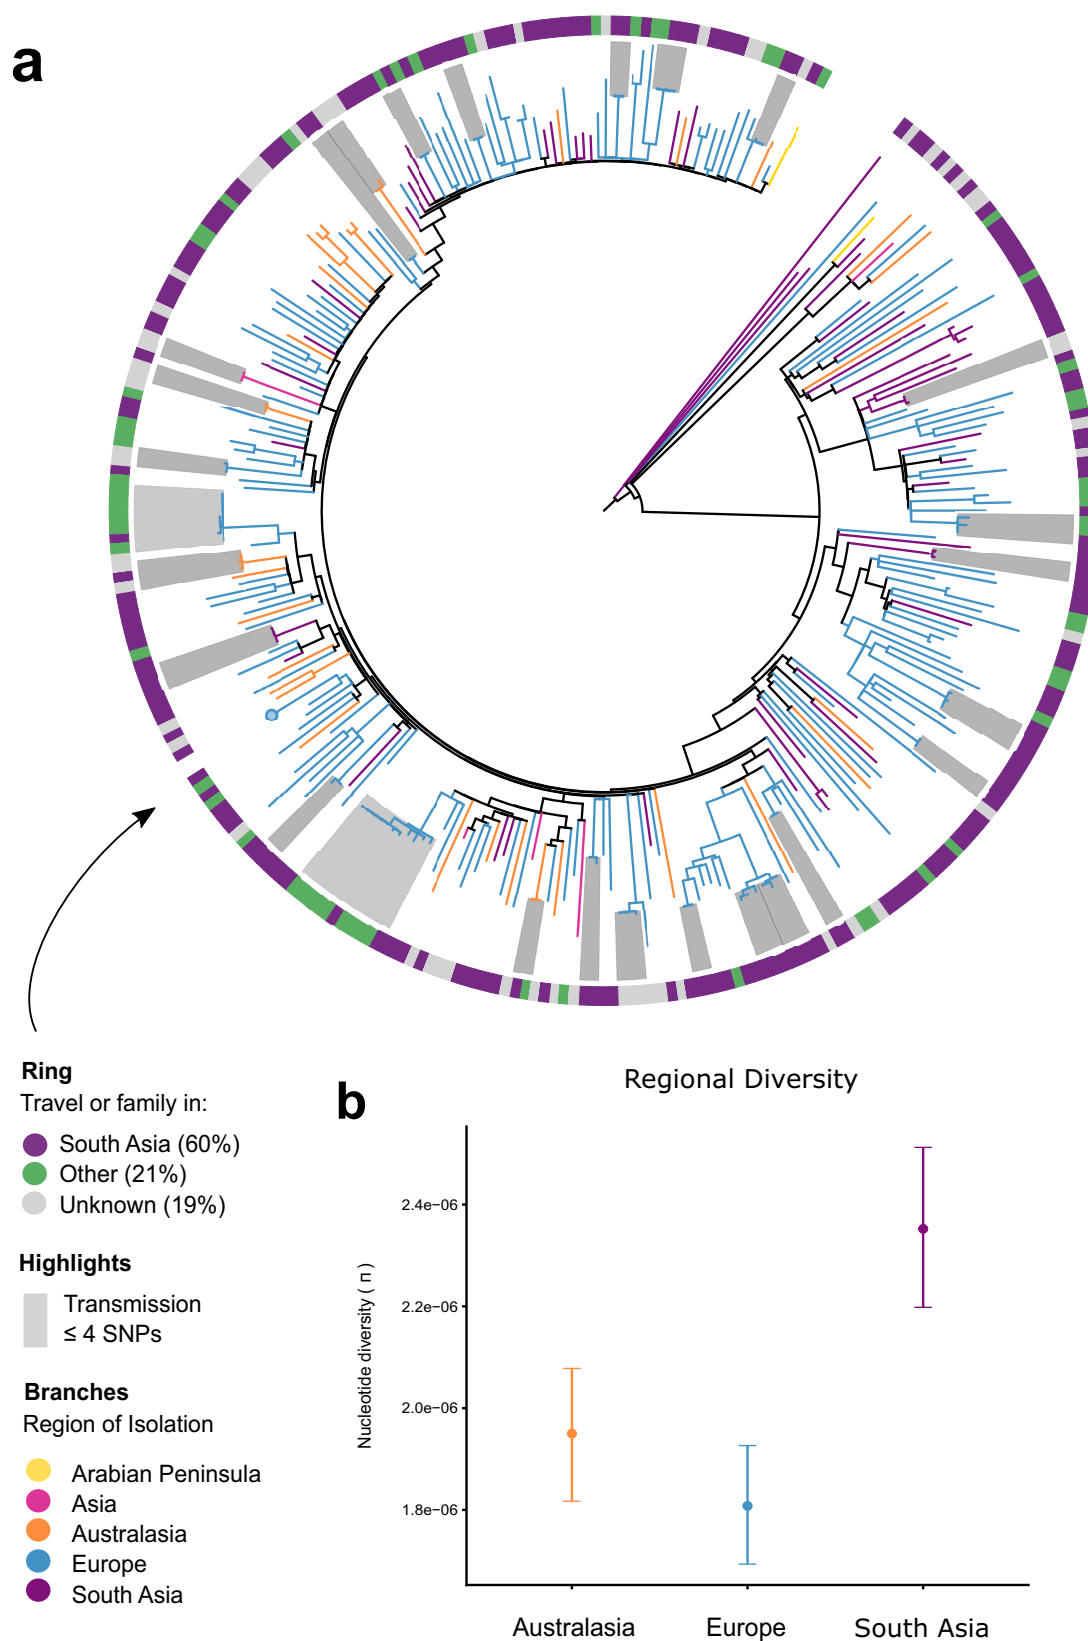 a
Ring
Travel or family in:
South Asia (60%)
Other (21%)
Unknown (19%)
Highlights
Transmission
≤ 4 SNPs
Branches
Region of Isolation
Arabian Peninsula
Asia
Australasia
Europe
South Asia
b
Regional Diversity
Nucleotide diversity ( π )
2.4e−06
2.2e−06
2.0e−06
1.8e−06
Australasia
Europe
South Asia